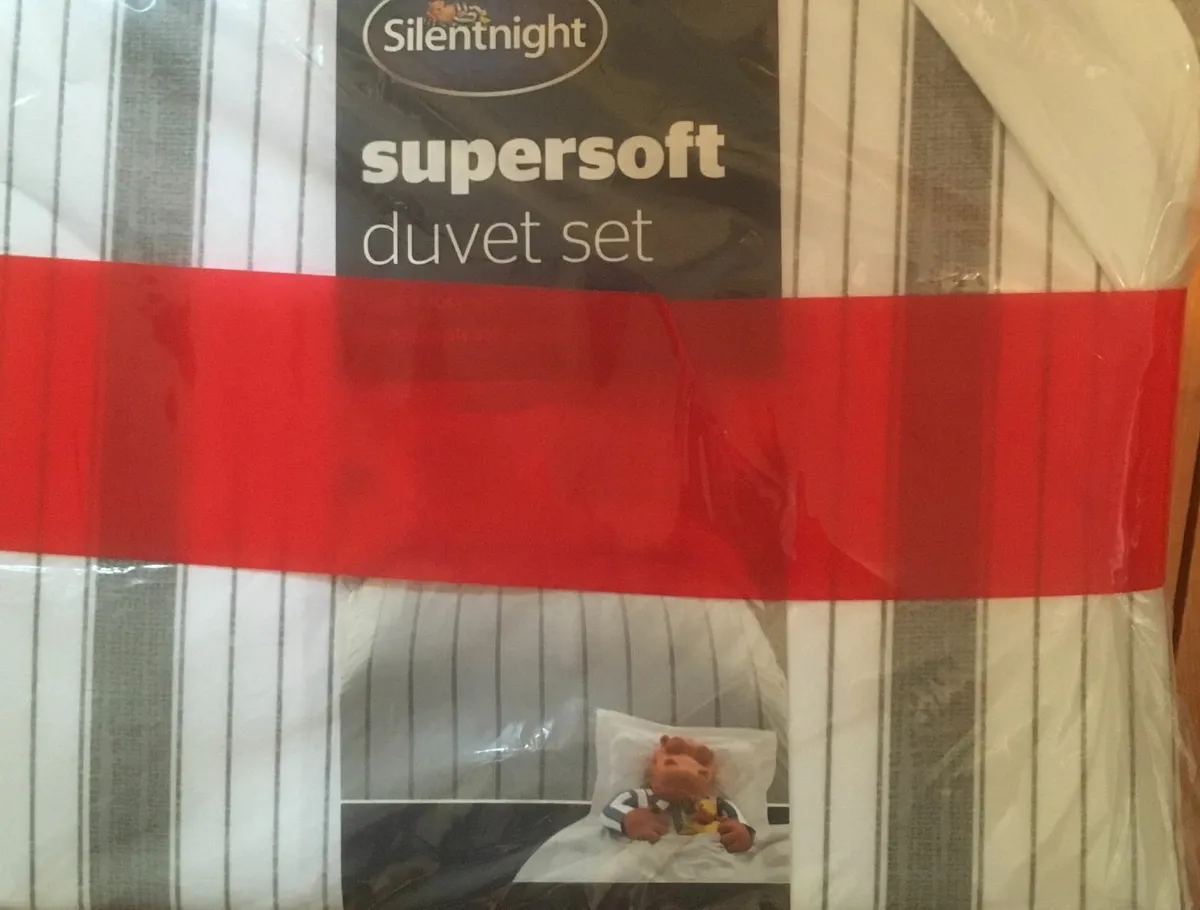 Silentnight
supersoft
duvet set